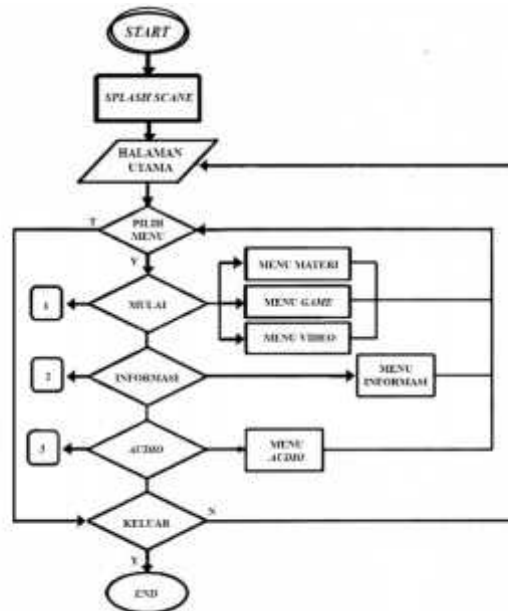 START
SPLASH SCANE
HALAMAN
UTAMA
PILIH
MENU
T
Y
MULAI
1
MENU MATERI
MENU GAME
MENU VIDEO
INFORMASI
2
MENU
INFORMASI
AUDIO
3
MENU
AUDIO
KELUAR
N
Y
END